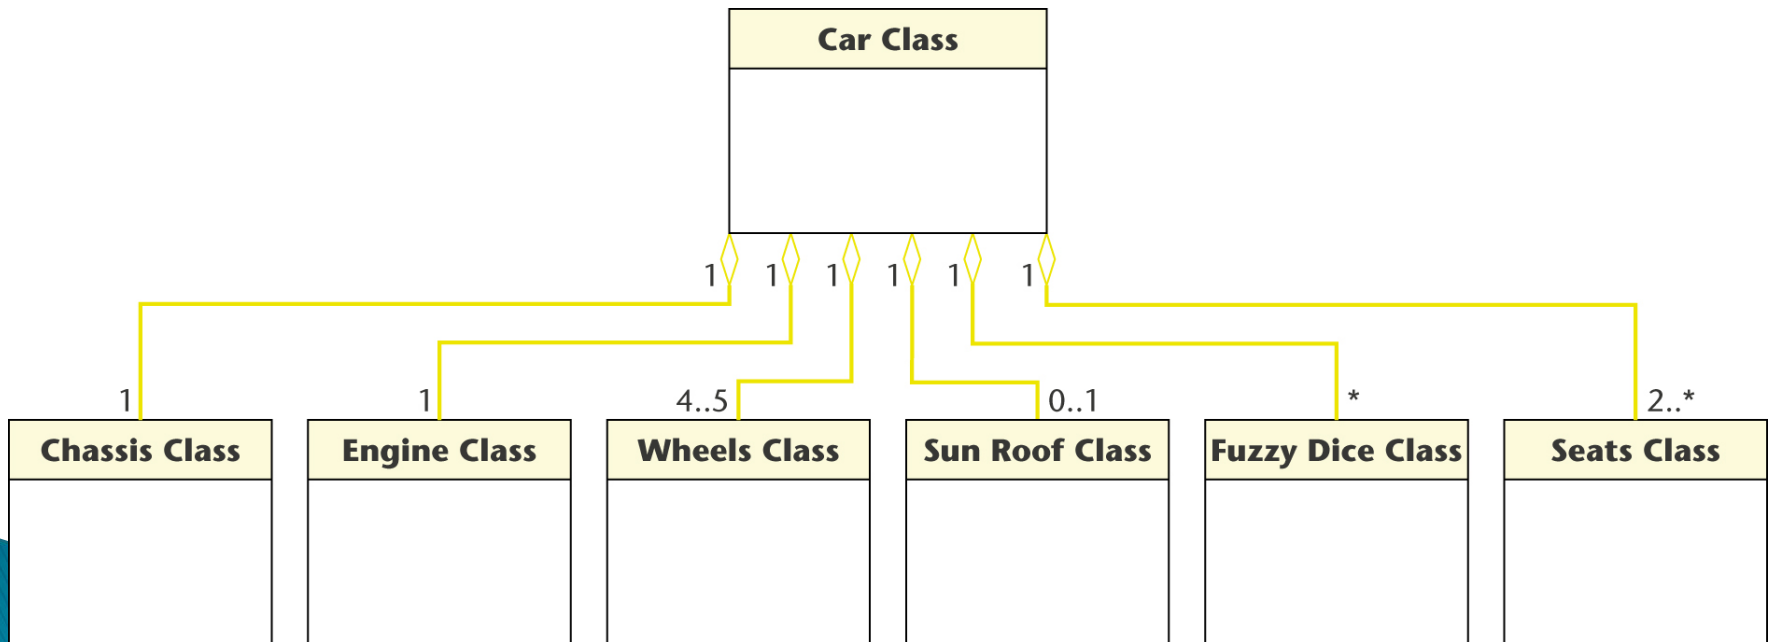 Car Class
1 1 1 1 1 1
1 1 4..5 0..1 * 2..*
Chassis Class Engine Class Wheels Class Sun Roof Class Fuzzy Dice Class Seats Class